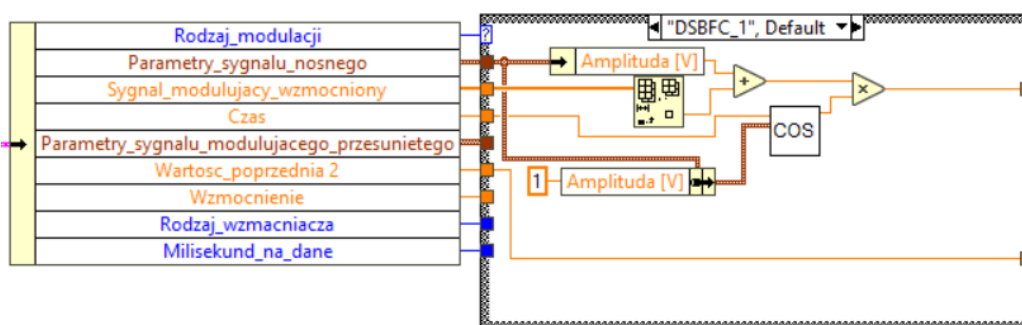 "DSBFC_1", Default
Rodzaj_modulacji
?
Parametry_sygnalu_nosnego
Amplituda [V]
Sygnal_modulujacy_wzmocniony
+
×
Czas
COS
Parametry_sygnalu_modulujacego_przesunietego
Wartosc_poprzednia 2
1
Amplituda [V]
Wzmocnienie
Rodzaj_wzmacniacza
Milisekund_na_dane